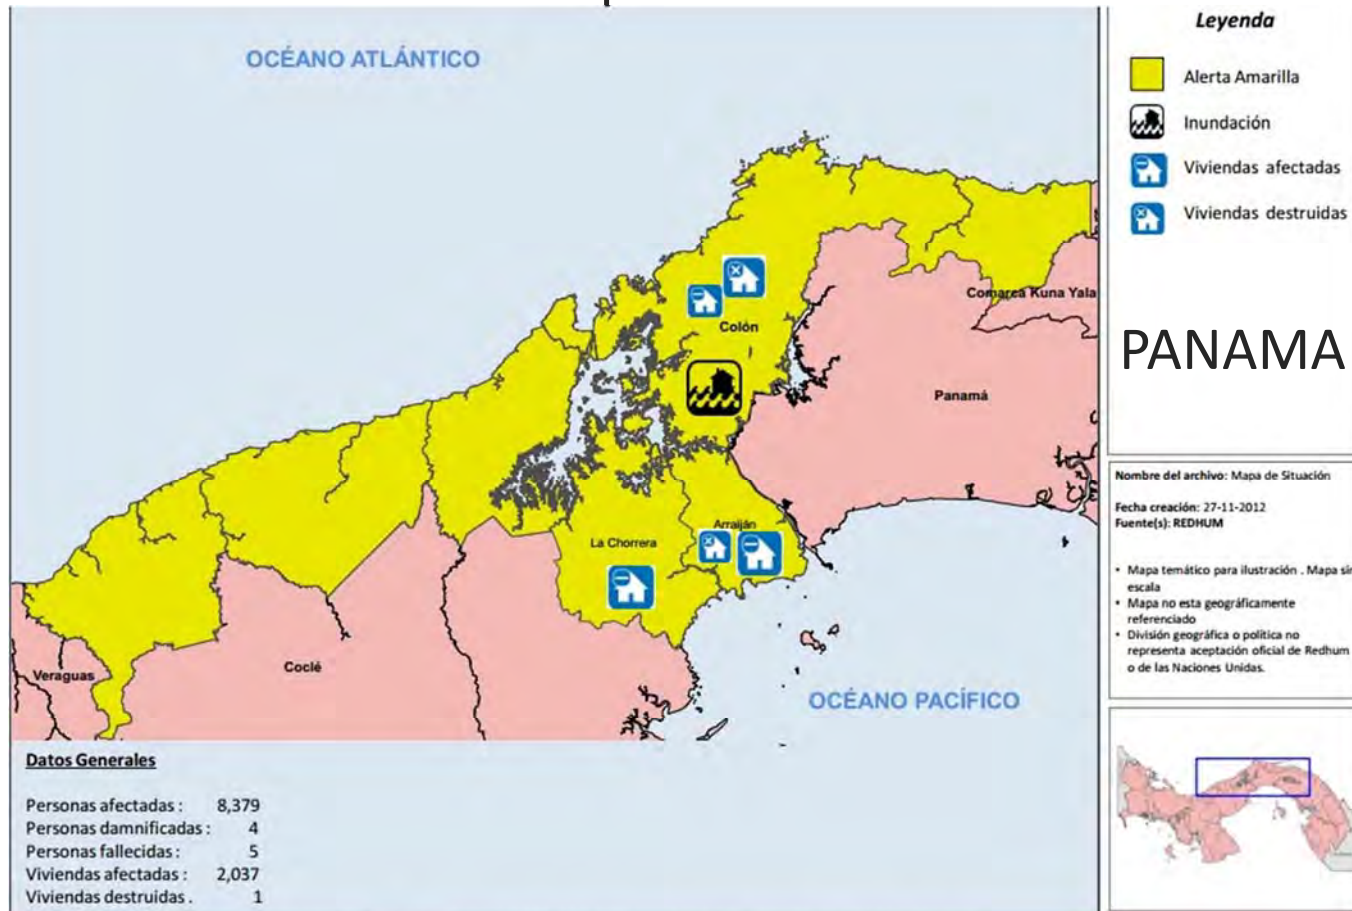 OCÉANO ATLÁNTICO
Colón
Comarca Kuna Yala
Panamá
Arraiján
La Chorrera
Coclé
Veraguas
OCÉANO PACÍFICO
Datos Generales
Personas afectadas : 8,379
Personas damnificadas : 4
Personas fallecidas : 5
Viviendas afectadas : 2,037
Viviendas destruidas . 1
Leyenda
Alerta Amarilla
Inundación
Viviendas afectadas
Viviendas destruidas
PANAMA
Nombre del archivo: Mapa de Situación
Fecha creación: 27-11-2012
Fuente(s): REDHUM
• Mapa temático para ilustración . Mapa sin
escala
• Mapa no esta geográficamente
referenciado
• División geográfica o política no
representa aceptación oficial de Redhum
o de las Naciones Unidas.